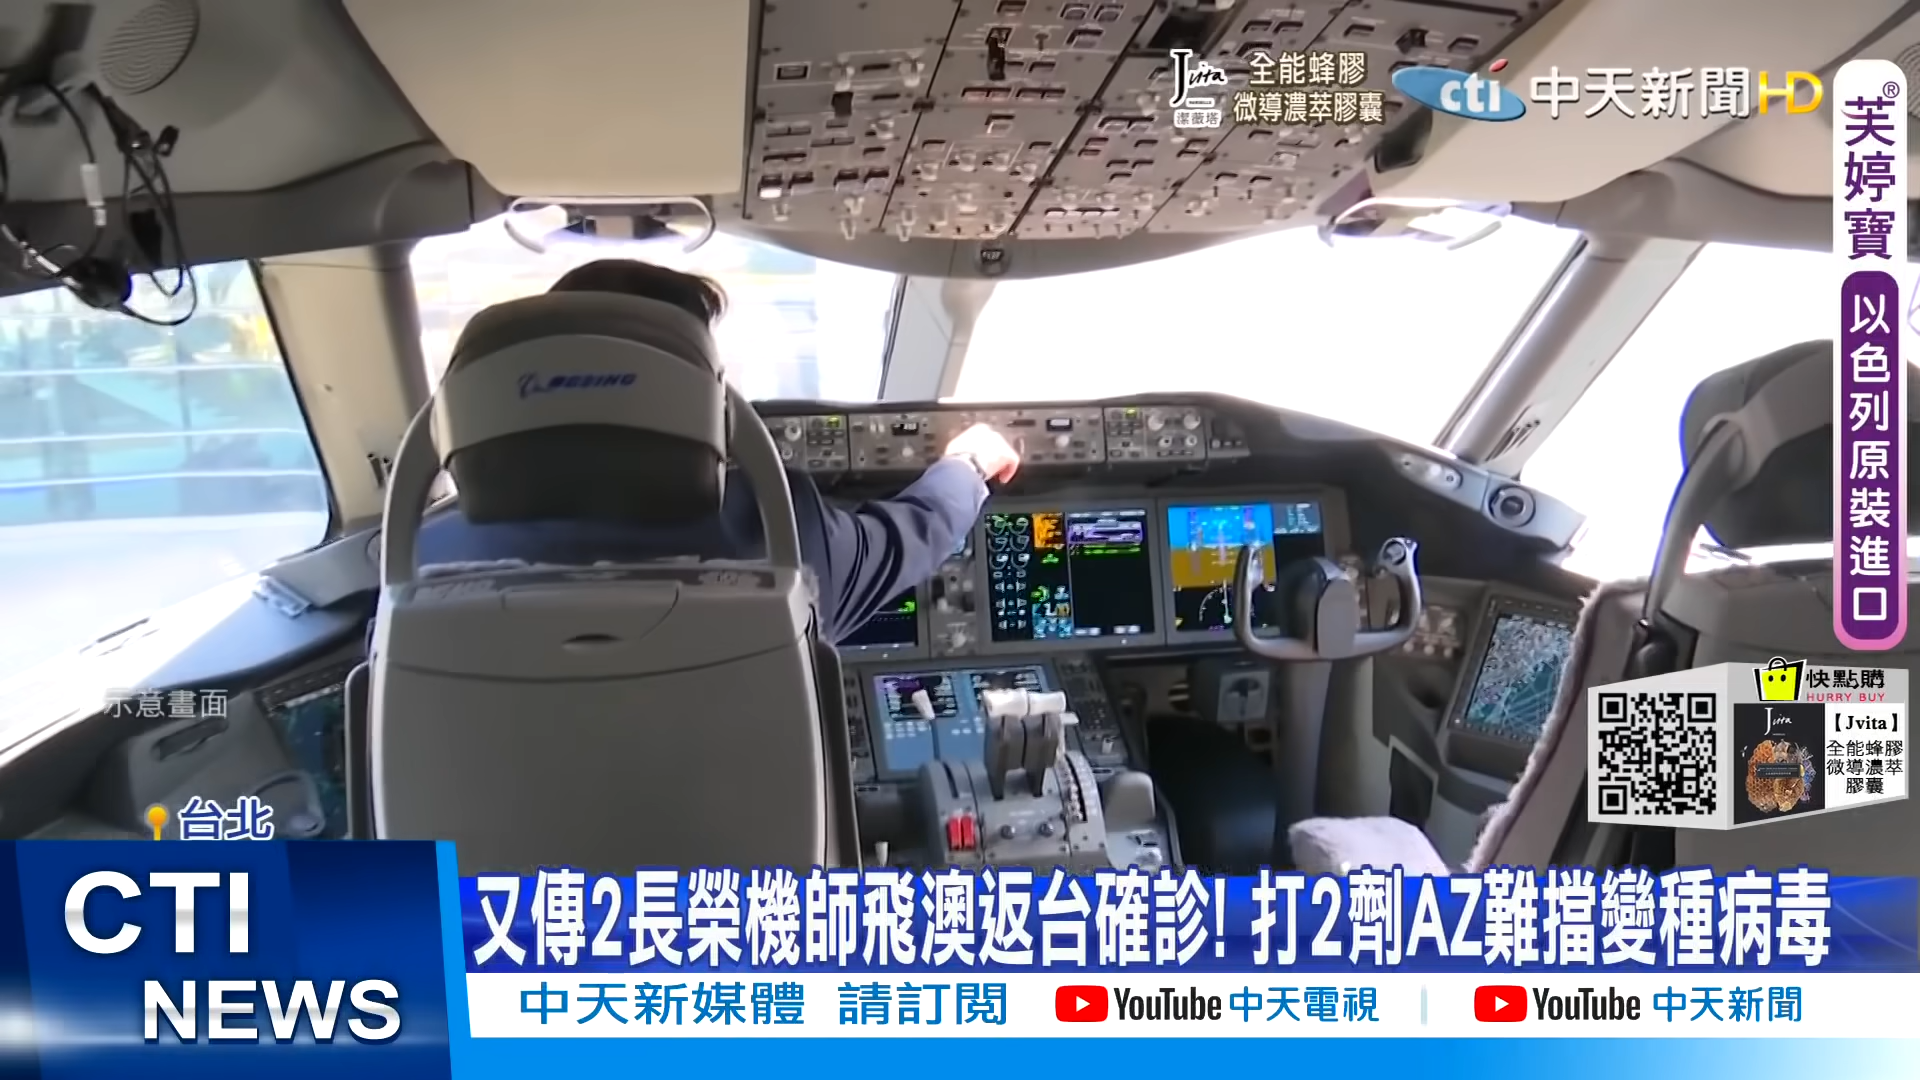 Jvita
潔薇塔
全能蜂膠
微導濃萃膠囊
cti 中天新聞HD
芙婷寶®
以色列原裝進口
BOEING
示意畫面
台北
快點購
HURRY BUY
Jvita
【Jvita】
全能蜂膠
微導濃萃
膠囊
CTI
NEWS
又傳2長榮機師飛澳返台確診! 打2劑AZ難擋變種病毒
中天新媒體 請訂閱 YouTube 中天電視 | YouTube 中天新聞